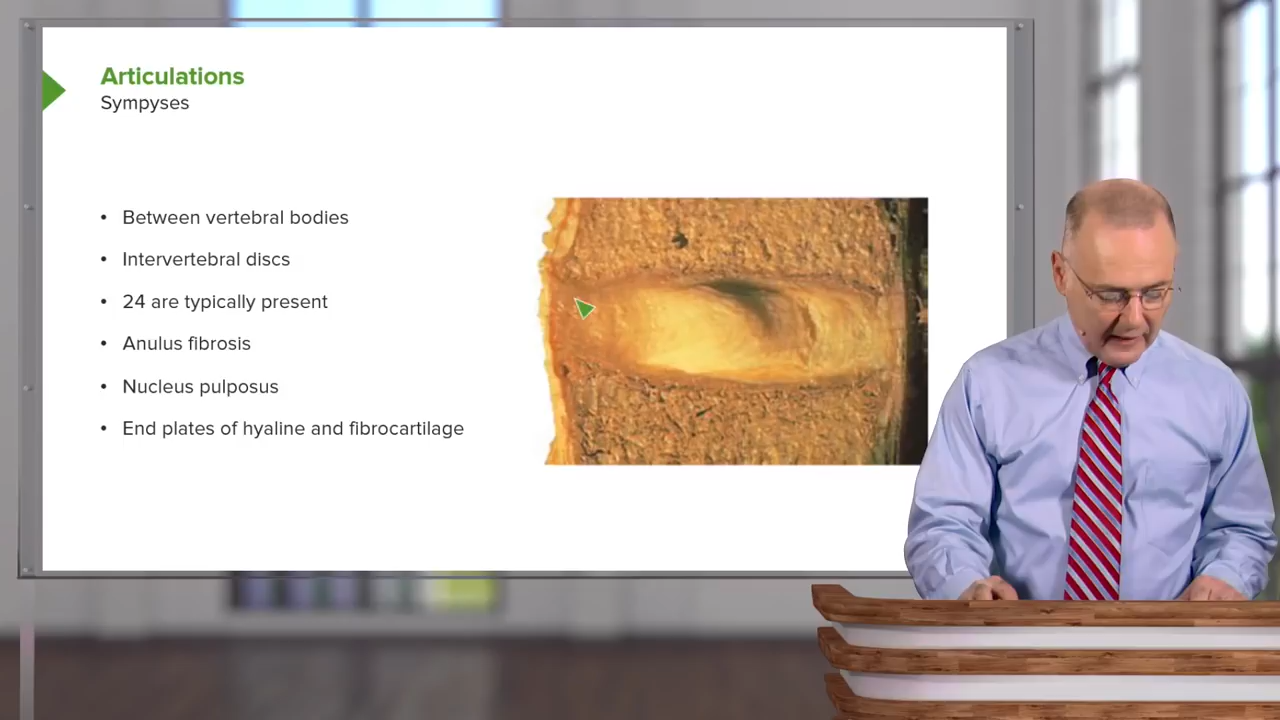 Articulations
Sympyses
• Between vertebral bodies
• Intervertebral discs
• 24 are typically present
• Anulus fibrosis
• Nucleus pulposus
• End plates of hyaline and fibrocartilage